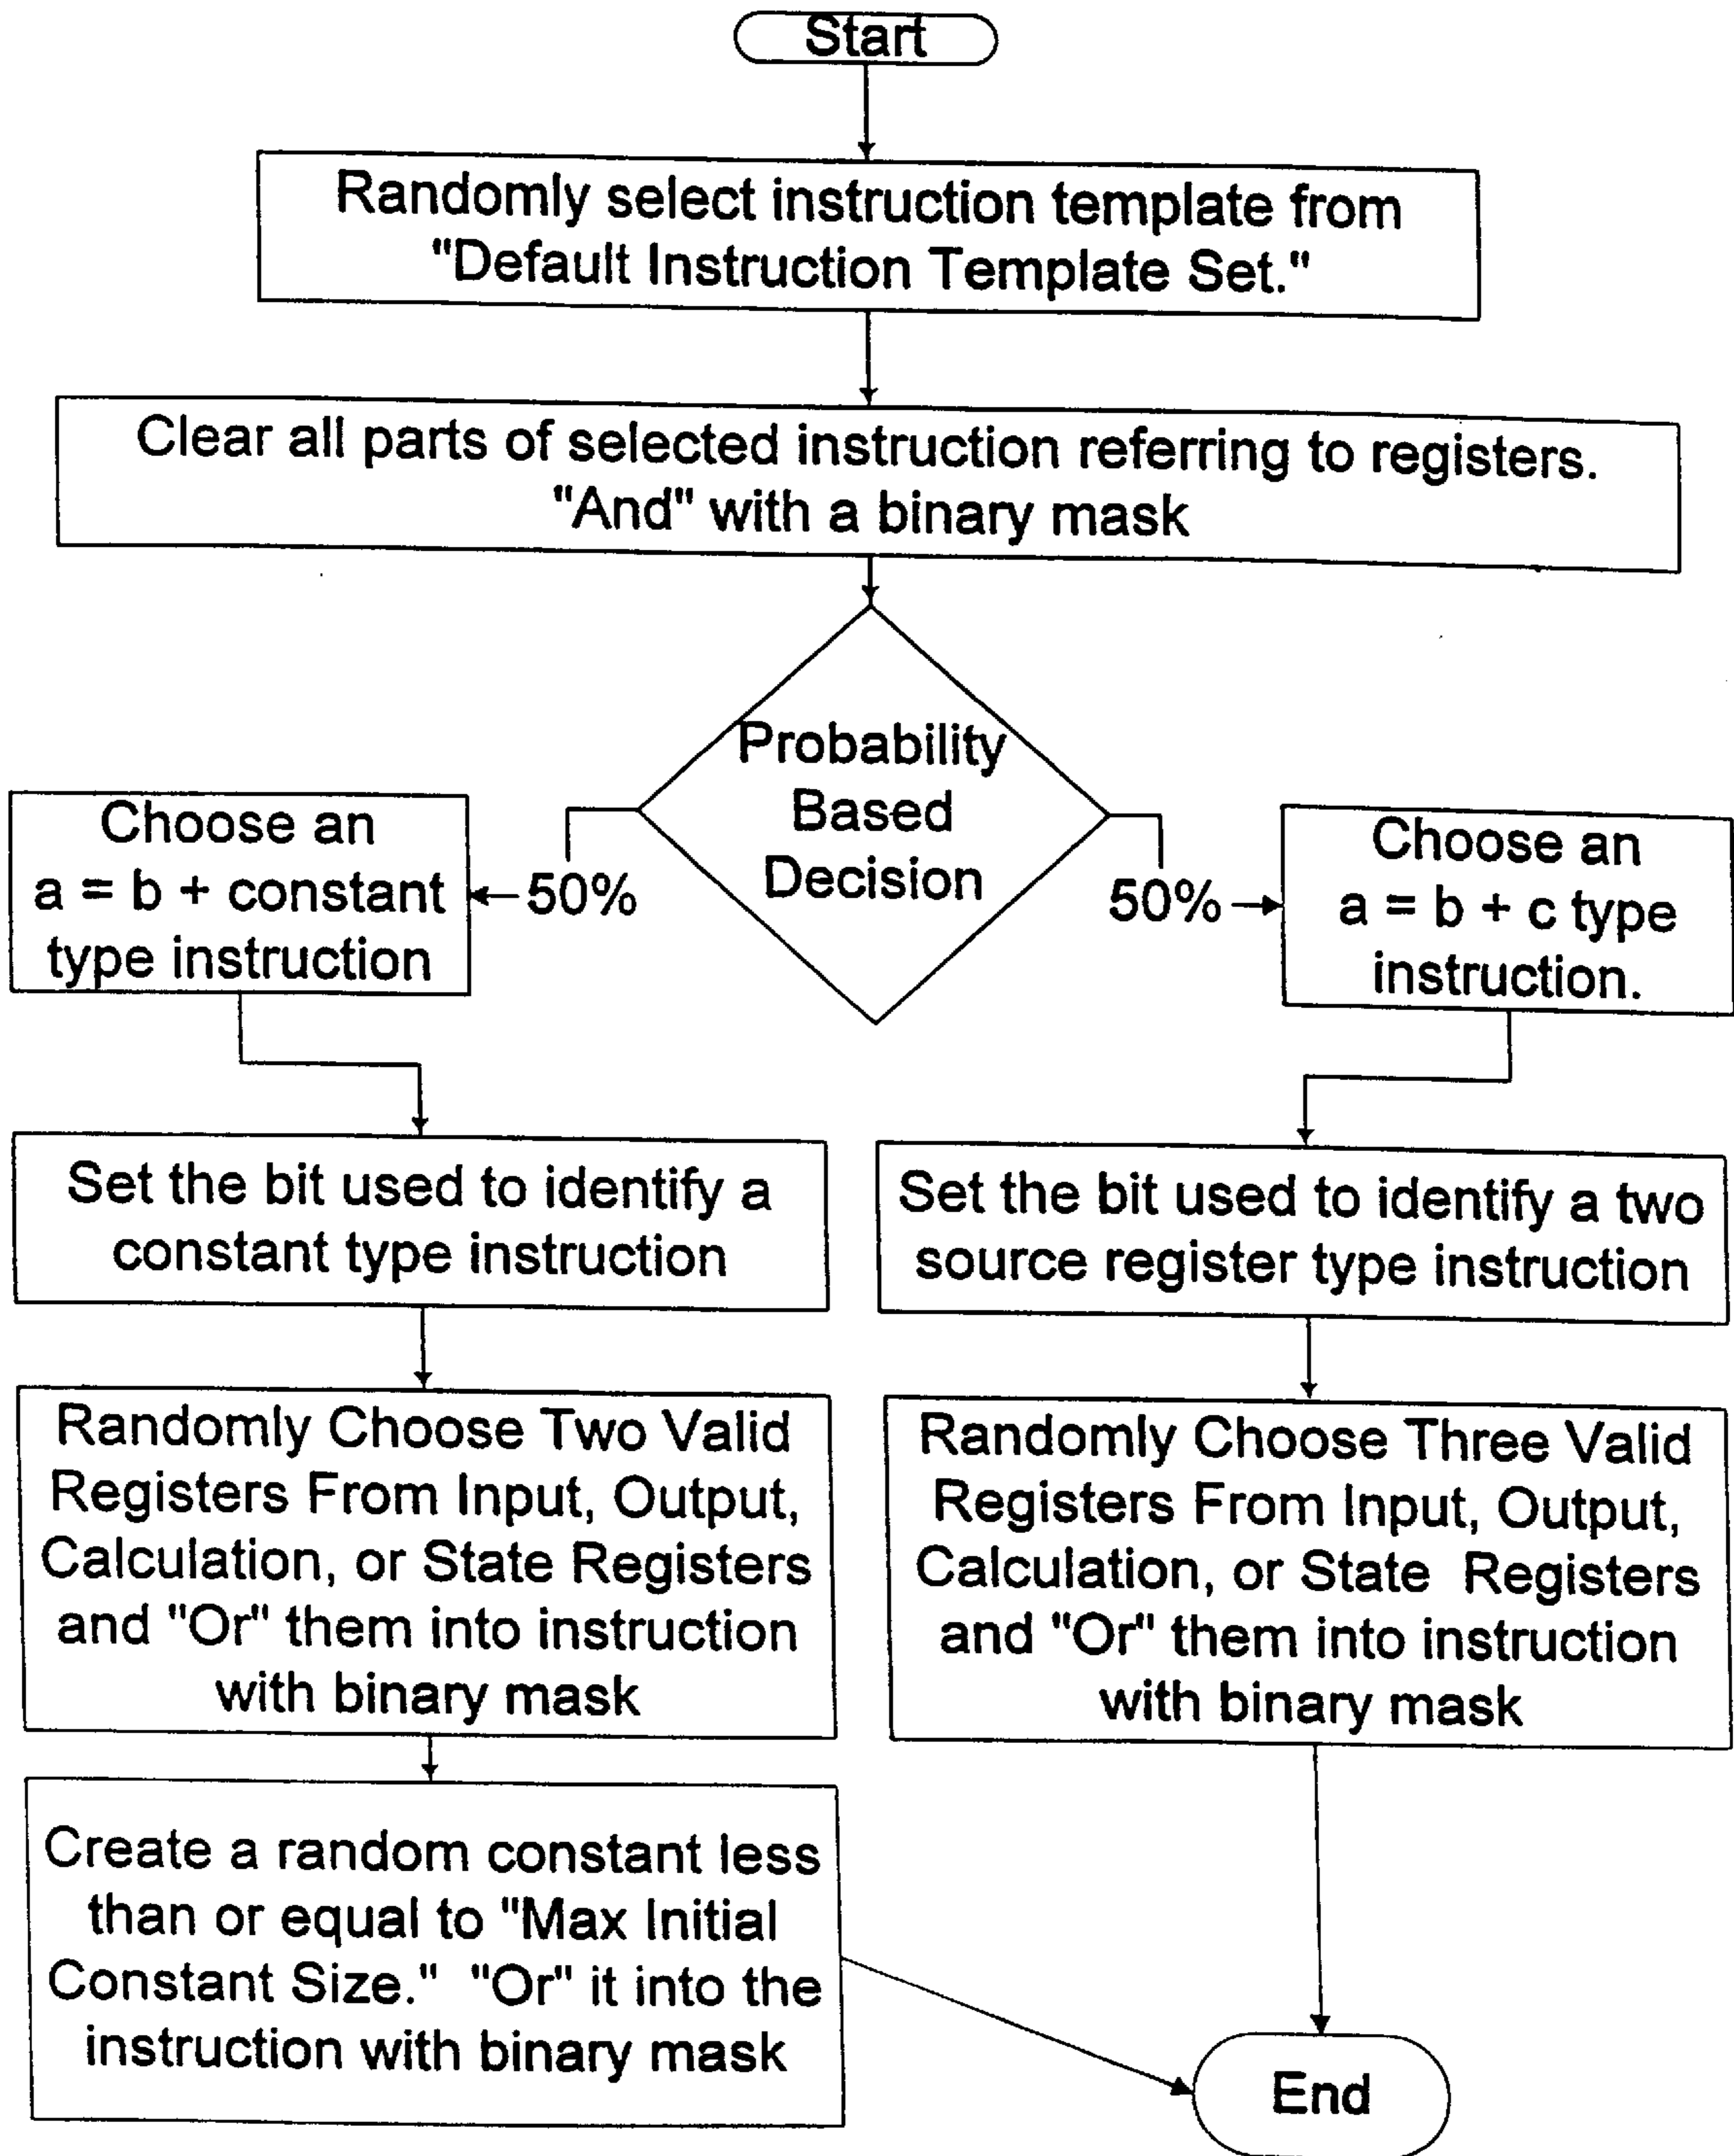 Start
Randomly select instruction template from
"Default Instruction Template Set."
Clear all parts of selected instruction referring to registers.
"And" with a binary mask
Probability
Based
Decision
50%
50%
Choose an
a = b + constant
type instruction
Choose an
a = b + c type
instruction.
Set the bit used to identify a
constant type instruction
Set the bit used to identify a two
source register type instruction
Randomly Choose Two Valid
Registers From Input, Output,
Calculation, or State Registers
and "Or" them into instruction
with binary mask
Randomly Choose Three Valid
Registers From Input, Output,
Calculation, or State  Registers
and "Or" them into instruction
with binary mask
Create a random constant less
than or equal to "Max Initial
Constant Size."  "Or" it into the
instruction with binary mask
End